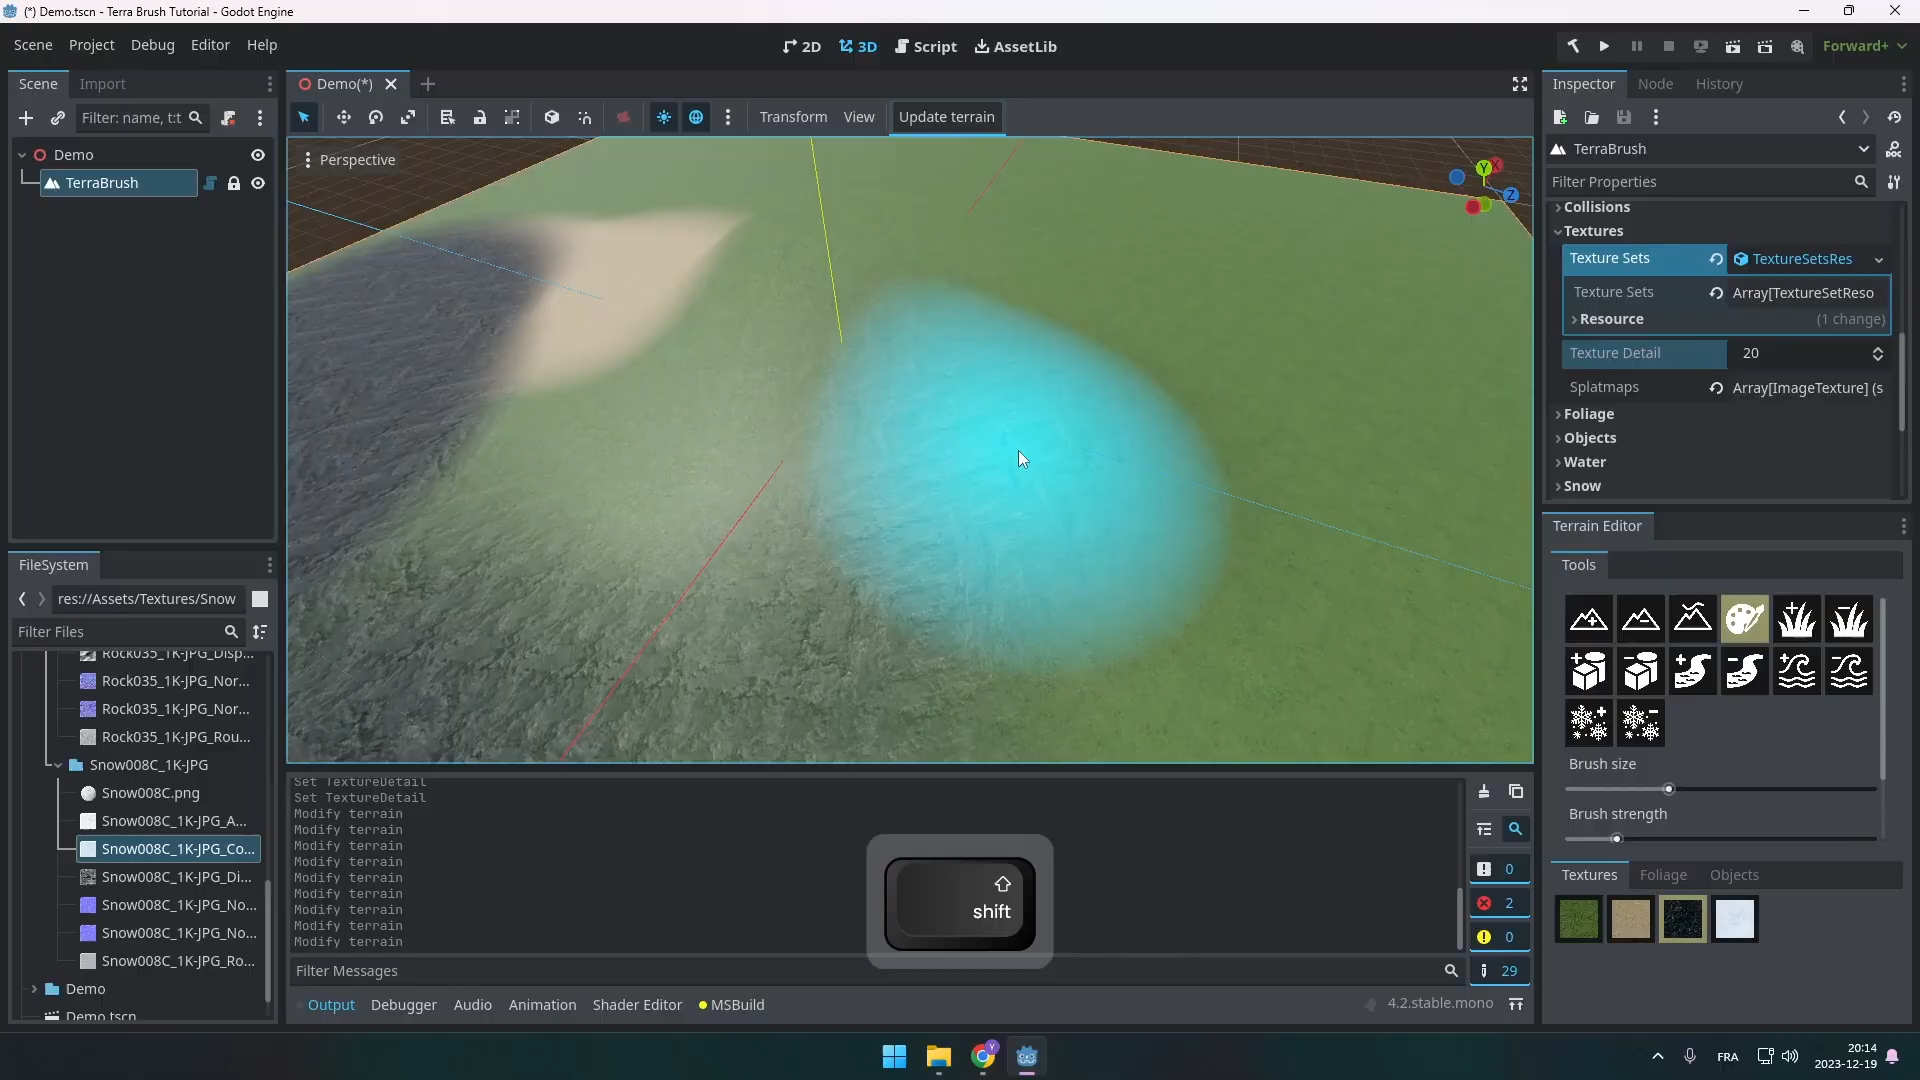 (*) Demo.tscn - Terra Brush Tutorial - Godot Engine
Scene Project Debug Editor Help
2D 3D Script AssetLib
Forward+
Scene Import
Demo(*)
Inspector Node History
Filter: name, t:t
Transform View Update terrain
Demo
TerraBrush
Perspective
Y
X
Z
TerraBrush
DOC
Filter Properties
Collisions
Textures
Texture Sets TextureSetsRes
Texture Sets Array[TextureSetReso
Resource (1 change)
Texture Detail 20
Splatmaps Array[ImageTexture] (s
Foliage
Objects
Water
Snow
Terrain Editor
Tools
Brush size
Brush strength
Textures Foliage Objects
FileSystem
res://Assets/Textures/Snow
Filter Files
Rock035_1K-JPG_Disp...
Rock035_1K-JPG_Nor...
Rock035_1K-JPG_Nor...
Rock035_1K-JPG_Rou...
Snow008C_1K-JPG
Snow008C.png
Snow008C_1K-JPG_A...
Snow008C_1K-JPG_Co...
Snow008C_1K-JPG_Di...
Snow008C_1K-JPG_No...
Snow008C_1K-JPG_No...
Snow008C_1K-JPG_Ro...
Demo
Demo.tscn
Set TextureDetail
Set TextureDetail
Modify terrain
Modify terrain
Modify terrain
Modify terrain
Modify terrain
Modify terrain
Modify terrain
Modify terrain
Modify terrain
shift
0
2
0
29
Filter Messages
Output Debugger Audio Animation Shader Editor MSBuild
4.2.stable.mono
Y
FRA
20:14
2023-12-19